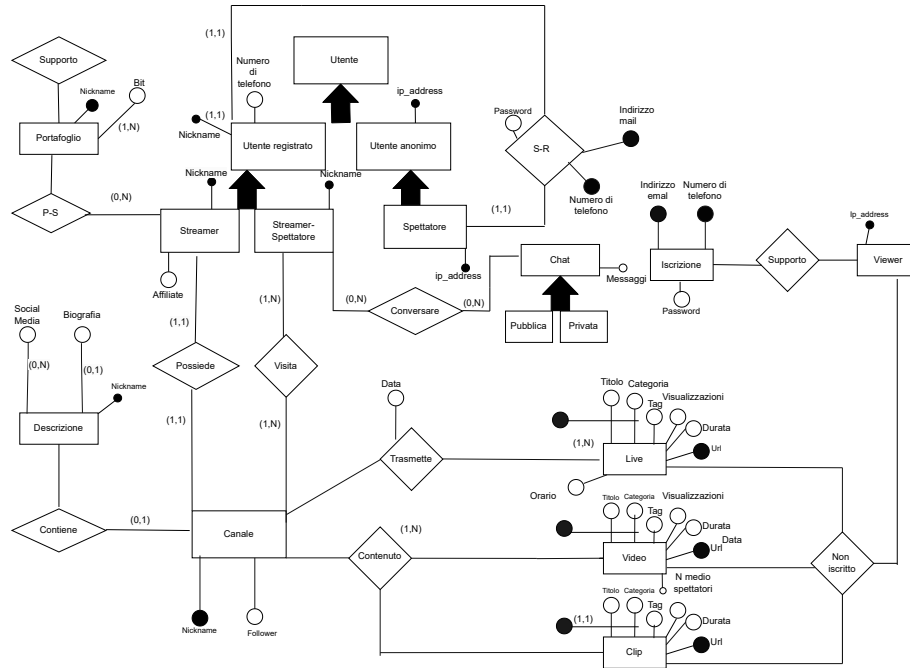 (1,1)
Supporto
Bit
Nickname
Numero
di
telefono
Utente
ip_address
Portafoglio
(1,N)
(1,1)
Nickname
Utente registrato
Utente anonimo
Password
S-R
Indirizzo
mail
Numero di
telefono
Nickname
Nickname
P-S
(0,N)
Streamer
Streamer-
Spettatore
Spettatore
(1,1)
ip_address
Indirizzo
emal
Numero di
telefono
Ip_address
Chat
Messaggi
Iscrizione
Supporto
Viewer
Password
Affiliate
(1,N)
(0,N)
Conversare
(0,N)
Pubblica
Privata
Social
Media
Biografia
(0,N)
(0,1)
(1,1)
Possiede
Visita
Nickname
Descrizione
(1,1)
(1,N)
Data
Trasmette
Titolo
Categoria
Tag
Visualizzazioni
Durata
Url
(1,N)
Live
Orario
Contiene
(0,1)
Canale
(1,N)
Contenuto
Titolo
Categoria
Tag
Visualizzazioni
Durata
Url
Data
Video
N medio
spettatori
Non
iscritto
Nickname
Follower
Titolo
Categoria
Tag
Durata
Url
(1,1)
Clip